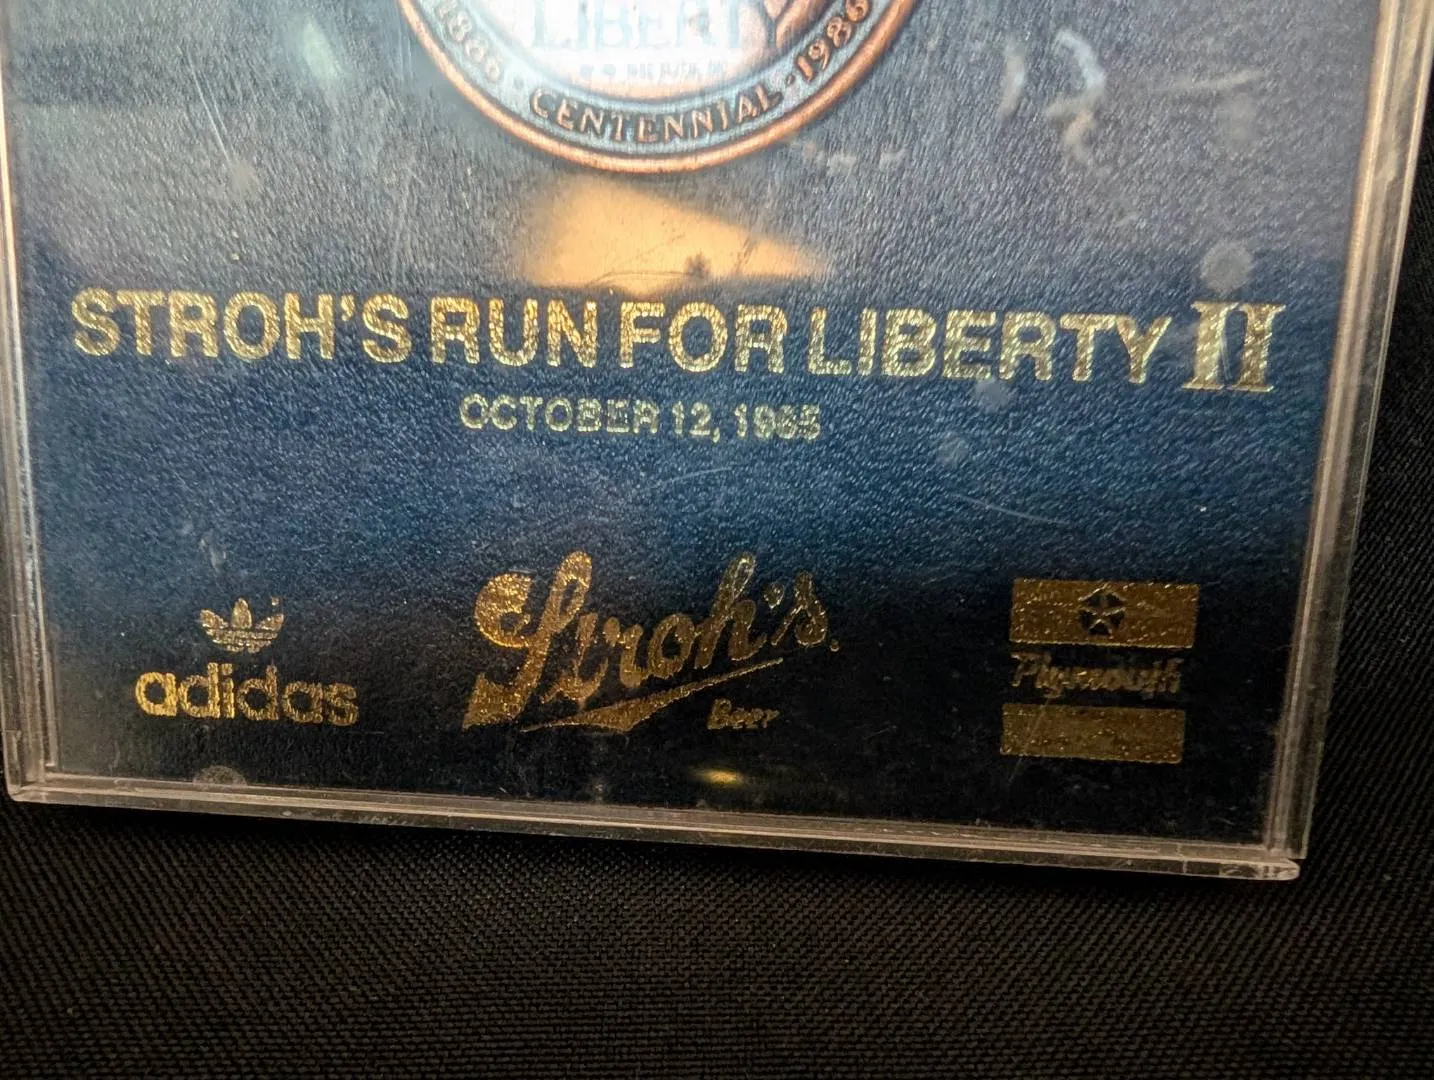 LIBERTY
1886 · CENTENNIAL · 1986
STROH'S RUN FOR LIBERTY II
OCTOBER 12, 1985
adidas
Stroh's
Beer
Plymouth